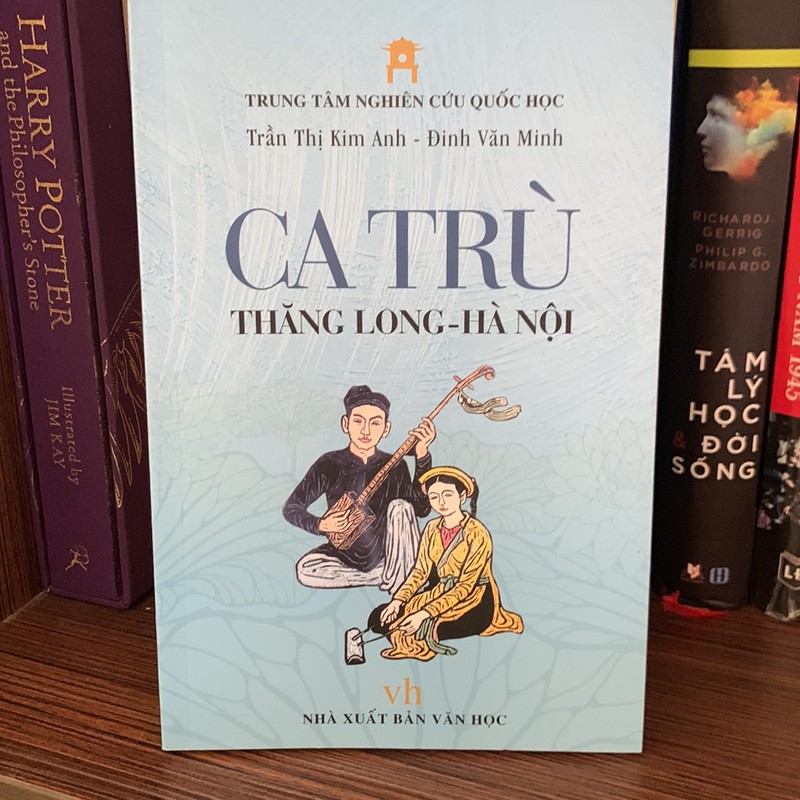 HARRY POTTER
and the Philosopher's Stone
Illustrated by
JIM KAY
TRUNG TÂM NGHIÊN CỨU QUỐC HỌC
Trần Thị Kim Anh - Đinh Văn Minh
CA TRÙ
THĂNG LONG-HÀ NỘI
vh
NHÀ XUẤT BẢN VĂN HỌC
RICHARD J.
GERRIG
PHILIP G.
ZIMBARDO
TÂM
LÝ
HỌC
& ĐỜI
SỐNG
1945